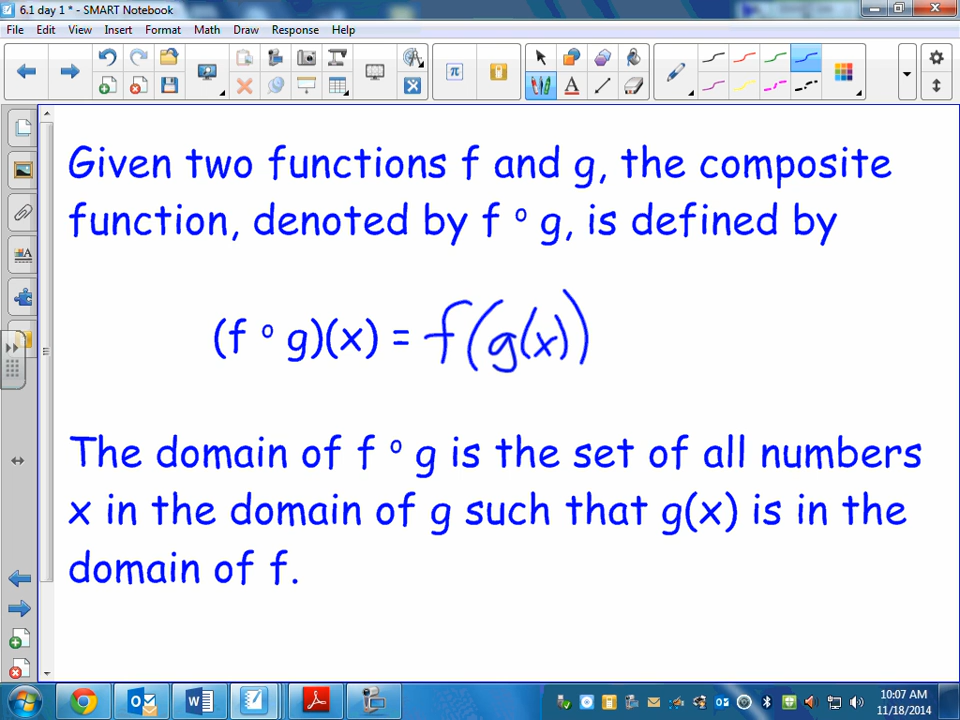 6.1 day 1 * - SMART Notebook
File Edit View Insert Format Math Draw Response Help
Given two functions f and g, the composite
function, denoted by f º g, is defined by
(f º g)(x) = f(g(x))
The domain of f º g is the set of all numbers
x in the domain of g such that g(x) is in the
domain of f.
10:07 AM
11/18/2014